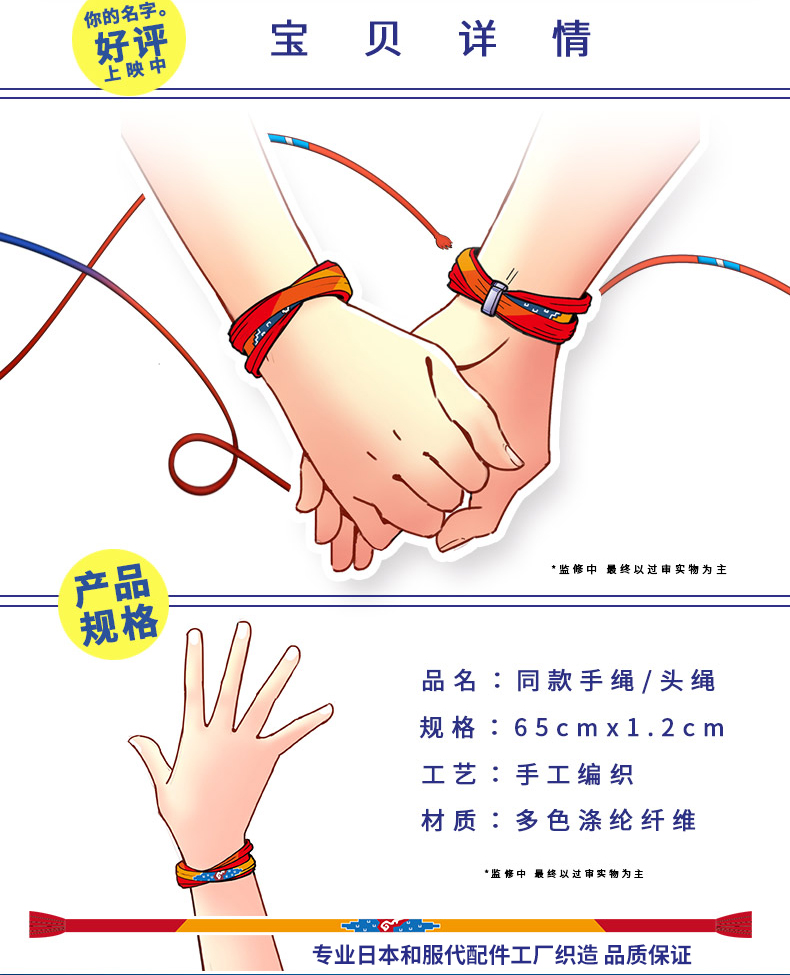 你的名字。
好评
上映中
宝贝详情
*监修中 最终以过审实物为主
产品
规格
品名：同款手绳/头绳
规格：65cmx1.2cm
工艺：手工编织
材质：多色涤纶纤维
*监修中 最终以过审实物为主
专业日本和服代配件工厂织造 品质保证